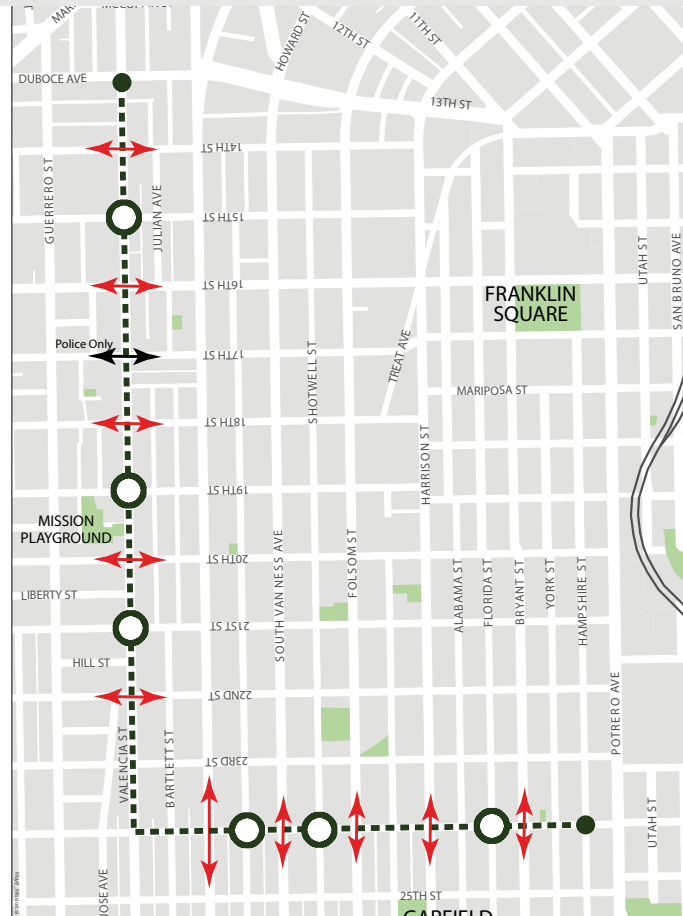 DUBOCE AVE
HOWARD ST
12TH ST
11TH ST
13TH ST
14TH ST
GUERRERO ST
JULIAN AVE
15TH ST
UTAH ST
SAN BRUNO AVE
16TH ST
FRANKLIN
SQUARE
Police Only
17TH ST
TREAT AVE
SHOTWELL ST
MARIPOSA ST
18TH ST
HARRISON ST
19TH ST
MISSION
PLAYGROUND
20TH ST
SOUTH VAN NESS AVE
FOLSOM ST
ALABAMA ST
FLORIDA ST
BRYANT ST
YORK ST
HAMPSHIRE ST
LIBERTY ST
21ST ST
HILL ST
22ND ST
POTRERO AVE
VALENCIA ST
BARTLETT ST
23RD ST
UTAH ST
JOSE AVE
25TH ST
GARFIELD